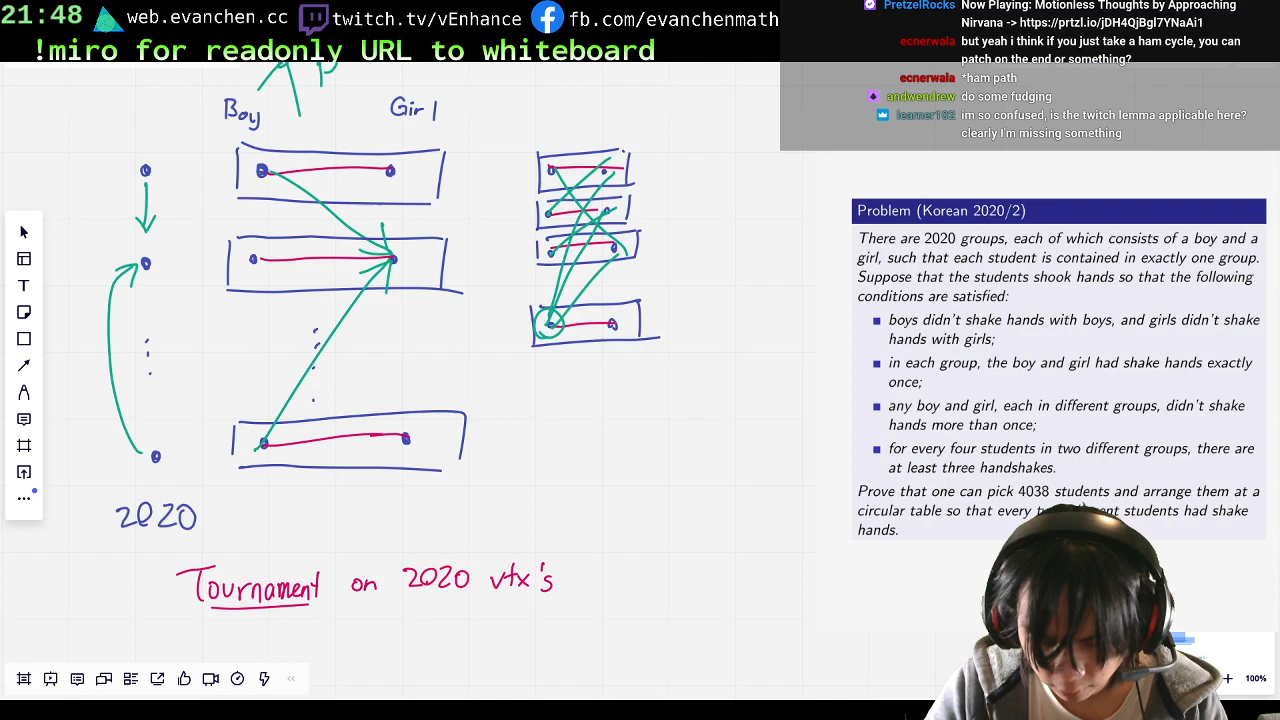 21:48 web.evanchen.cc twitch.tv/vEnhance fb.com/evanchenmath
!miro for readonly URL to whiteboard
PretzelRocks Now Playing: Motionless Thoughts by Approaching
Nirvana -> https://prtzl.io/jDH4QjBgl7YNaAi1
ecnerwala but yeah i think if you just take a ham cycle, you can
patch on the end or something?
ecnerwala *ham path
andwendrew do some fudging
learner102 im so confused, is the twitch lemma applicable here?
clearly I'm missing something
Boy Girl
2020
Tournament on 2020 vtx's
Problem (Korean 2020/2)
There are 2020 groups, each of which consists of a boy and a
girl, such that each student is contained in exactly one group.
Suppose that the students shook hands so that the following
conditions are satisfied:
boys didn't shake hands with boys, and girls didn't shake
hands with girls;
in each group, the boy and girl had shake hands exactly
once;
any boy and girl, each in different groups, didn't shake
hands more than once;
for every four students in two different groups, there are
at least three handshakes.
Prove that one can pick 4038 students and arrange them at a
circular table so that every students had shake
hands.
100%